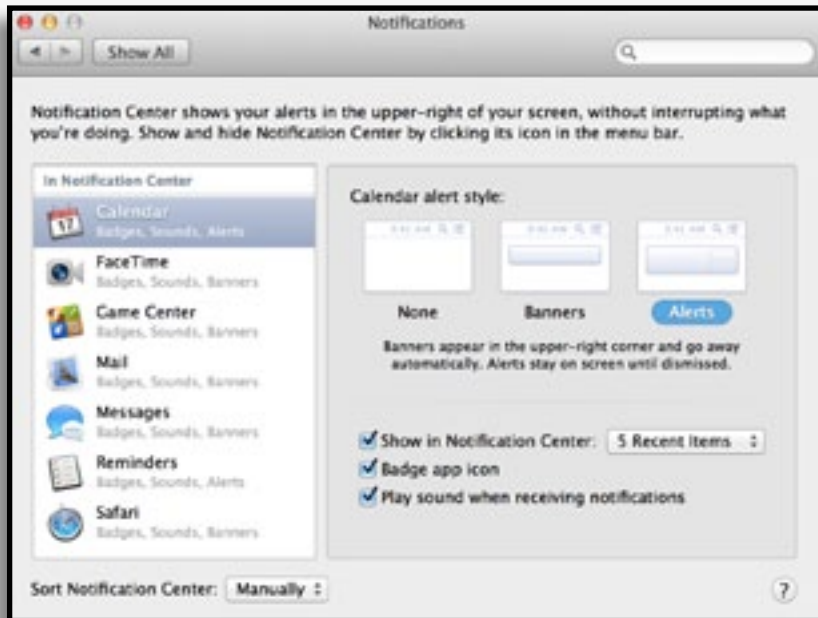 Notifications
Show All
Notification Center shows your alerts in the upper-right of your screen, without interrupting what
you're doing. Show and hide Notification Center by clicking its icon in the menu bar.
In Notification Center
Calendar
Badges, Sounds, Alerts
FaceTime
Badges, Sounds, Banners
Game Center
Badges, Sounds, Banners
Mail
Badges, Sounds, Banners
Messages
Badges, Sounds, Banners
Reminders
Badges, Sounds, Alerts
Safari
Badges, Sounds, Banners
Calendar alert style:
None
Banners
Alerts
Banners appear in the upper-right corner and go away
automatically. Alerts stay on screen until dismissed.
Show in Notification Center: 5 Recent Items
Badge app icon
Play sound when receiving notifications
Sort Notification Center: Manually
?